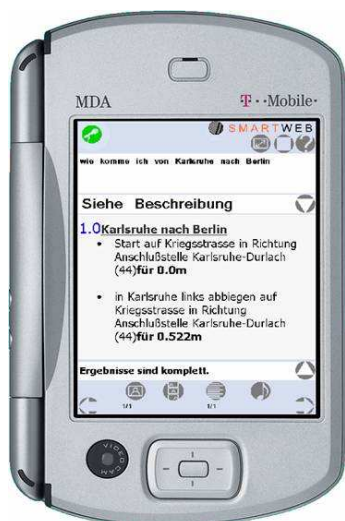 MDA
T··Mobile·
SMARTWEB
wie komme ich von Karlsruhe nach Berlin
Siehe Beschreibung
1.0Karlsruhe nach Berlin
• Start auf Kriegsstrasse in Richtung
Anschlußstelle Karlsruhe-Durlach
(44)für 0.0m
• in Karlsruhe links abbiegen auf
Kriegsstrasse in Richtung
Anschlußstelle Karlsruhe-Durlach
(44)für 0.522m
Ergebnisse sind komplett.
1/1 1/1
VIDEOCAM